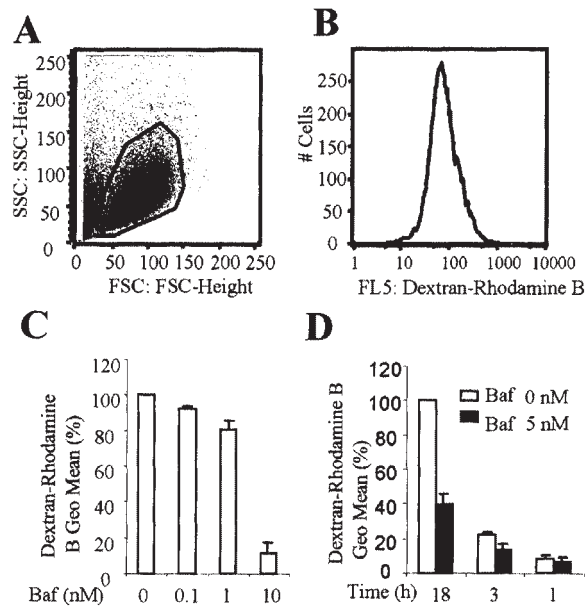 A
SSC: SSC-Height
250
200
150
100
50
0
0 50 100 150 200 250
FSC: FSC-Height
B
# Cells
250
200
150
100
50
0
1 10 100 1000 10000
FL5: Dextran-Rhodamine B
C
Dextran-Rhodamine
B Geo Mean (%)
120
100
80
60
40
20
0
Baf (nM) 0 0.1 1 10
D
Dextran-Rhodamine B
Geo Mean (%)
120
100
80
60
40
20
0
Baf 0 nM
Baf 5 nM
Time (h) 18 3 1